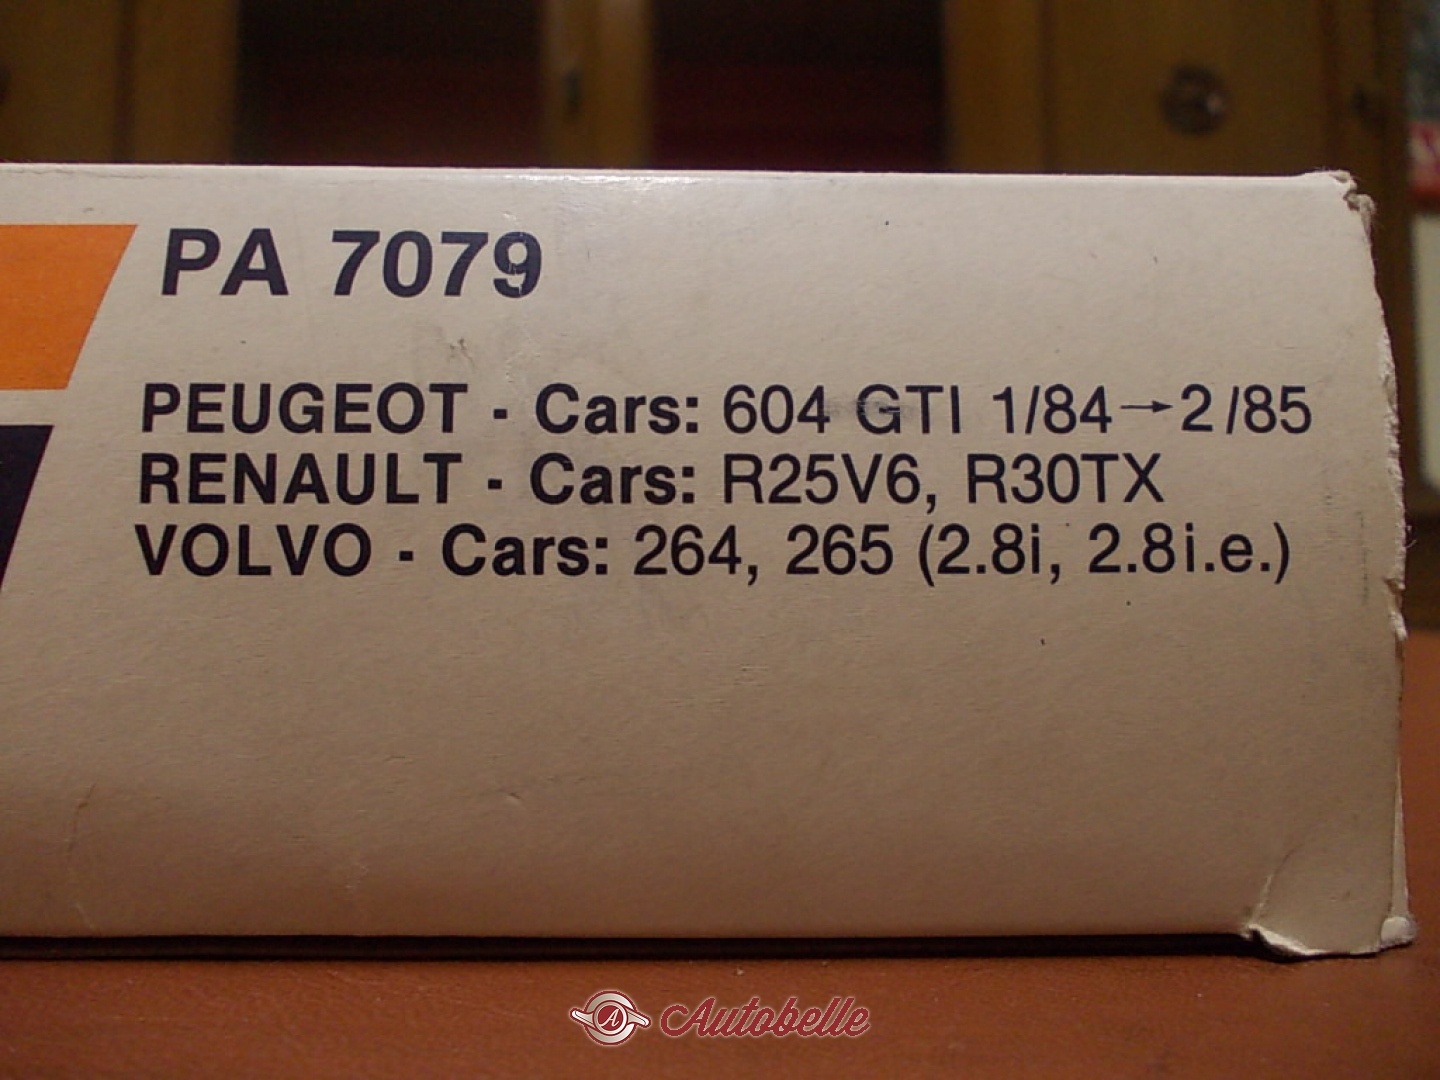 PA 7079
PEUGEOT - Cars: 604 GTI 1/84→2/85
RENAULT - Cars: R25V6, R30TX
VOLVO - Cars: 264, 265 (2.8i, 2.8i.e.)
A Autobelle